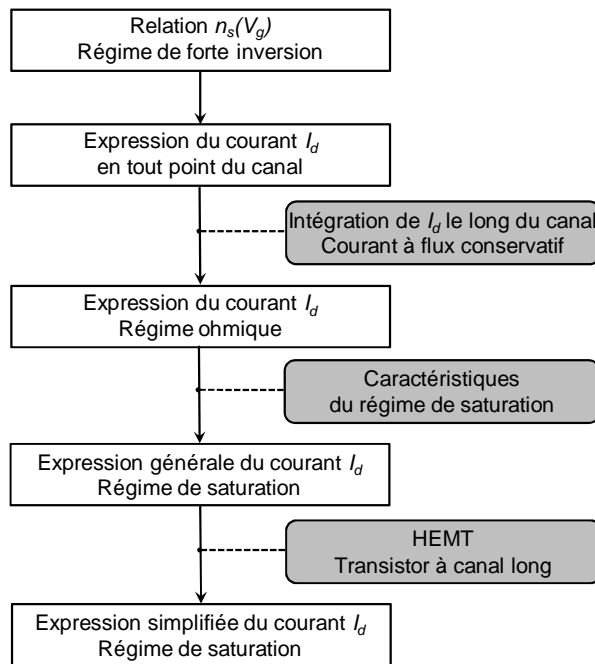 Relation n_s(V_g)
Régime de forte inversion
Expression du courant I_d
en tout point du canal
Intégration de I_d le long du canal
Courant à flux conservatif
Expression du courant I_d
Régime ohmique
Caractéristiques
du régime de saturation
Expression générale du courant I_d
Régime de saturation
HEMT
Transistor à canal long
Expression simplifiée du courant I_d
Régime de saturation